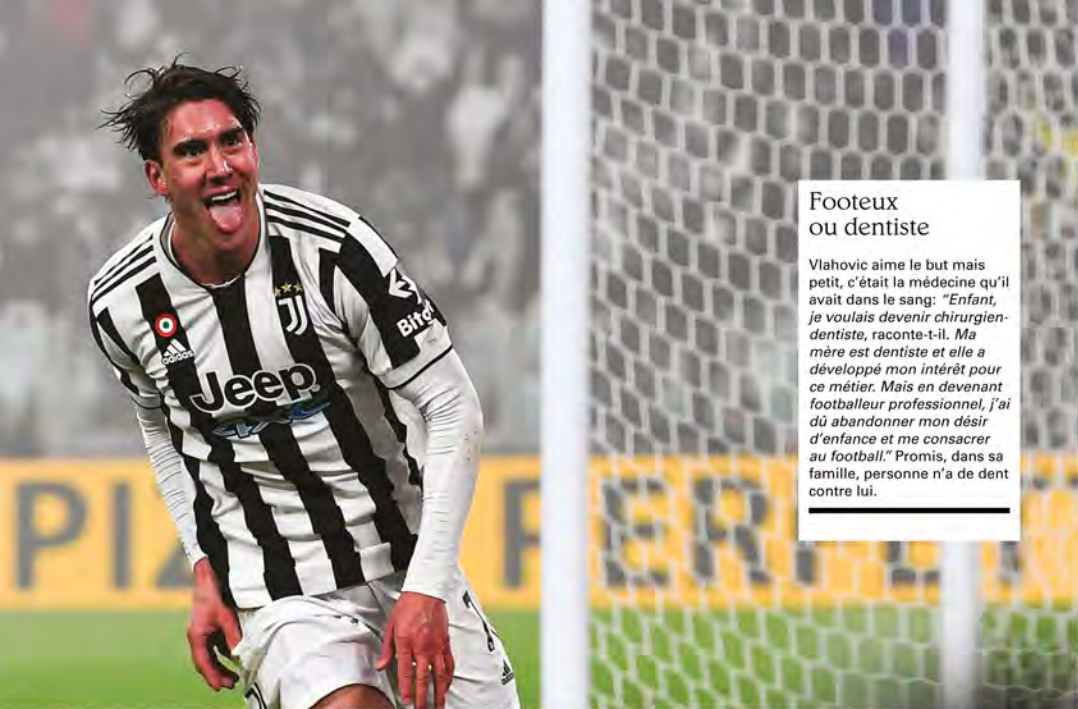 Footeux
ou dentiste
Vlahovic aime le but mais
petit, c'était la médecine qu'il
avait dans le sang: "Enfant,
je voulais devenir chirurgien-
dentiste, raconte-t-il. Ma
mère est dentiste et elle a
développé mon intérêt pour
ce métier. Mais en devenant
footballeur professionnel, j'ai
dû abandonner mon désir
d'enfance et me consacrer
au football." Promis, dans sa
famille, personne n'a de dent
contre lui.
adidas
Jeep
7